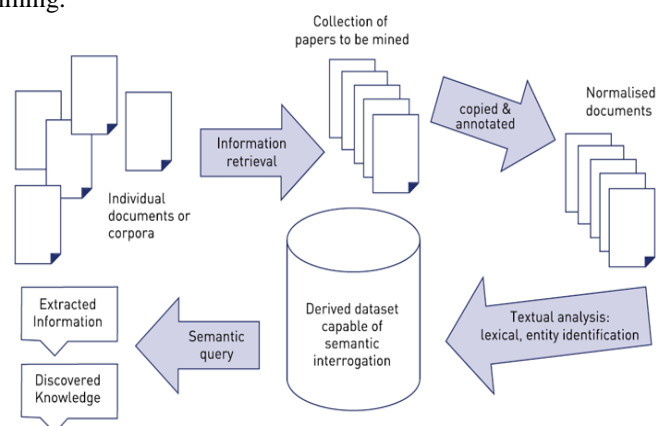 Collection of
papers to be mined
Individual
documents or
corpora
Information
retrieval
copied &
annotated
Normalised
documents
Textual analysis:
lexical, entity identification
Derived dataset
capable of
semantic
interrogation
Semantic
query
Extracted
Information
Discovered
Knowledge